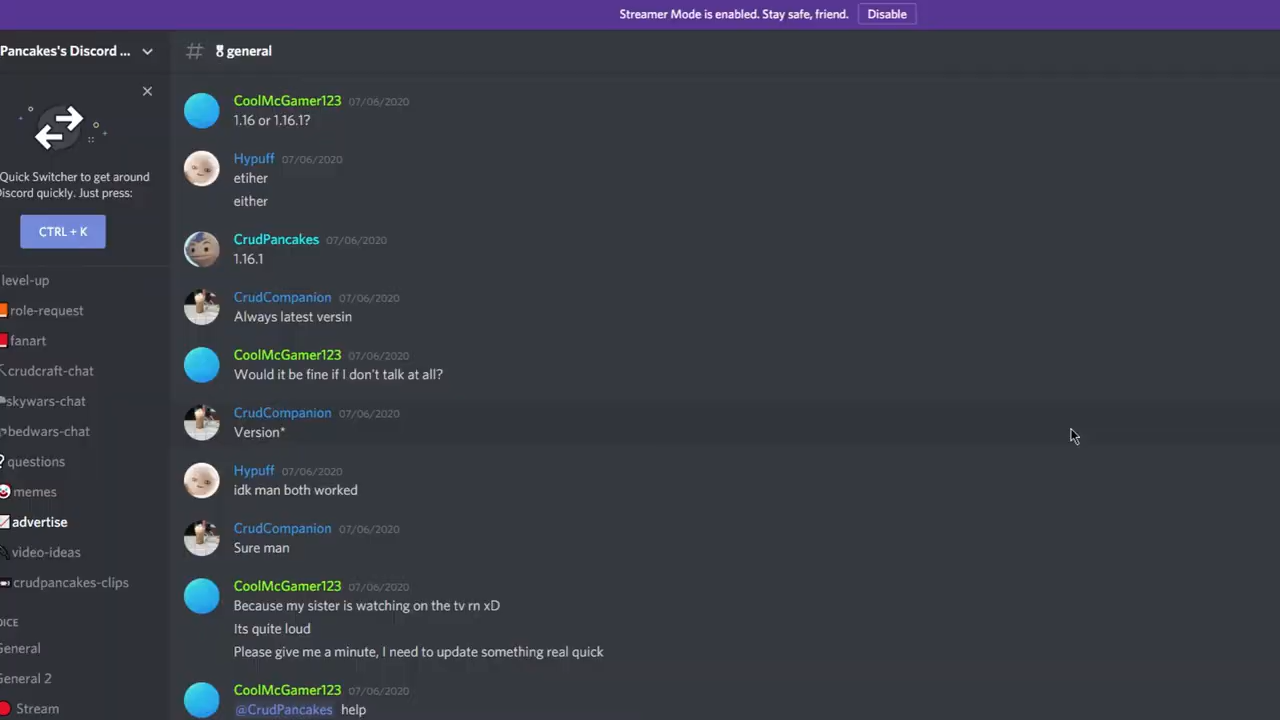 Streamer Mode is enabled. Stay safe, friend. Disable
Pancakes's Discord ...
# general
Quick Switcher to get around
Discord quickly. Just press:
CTRL + K
level-up
role-request
fanart
crudcraft-chat
skywars-chat
bedwars-chat
questions
memes
advertise
video-ideas
crudpancakes-clips
OICE
General
General 2
Stream
CoolMcGamer123 07/06/2020
1.16 or 1.16.1?
Hypuff 07/06/2020
etiher
either
CrudPancakes 07/06/2020
1.16.1
CrudCompanion 07/06/2020
Always latest versin
CoolMcGamer123 07/06/2020
Would it be fine if I don't talk at all?
CrudCompanion 07/06/2020
Version*
Hypuff 07/06/2020
idk man both worked
CrudCompanion 07/06/2020
Sure man
CoolMcGamer123 07/06/2020
Because my sister is watching on the tv rn xD
Its quite loud
Please give me a minute, I need to update something real quick
CoolMcGamer123 07/06/2020
@CrudPancakes help